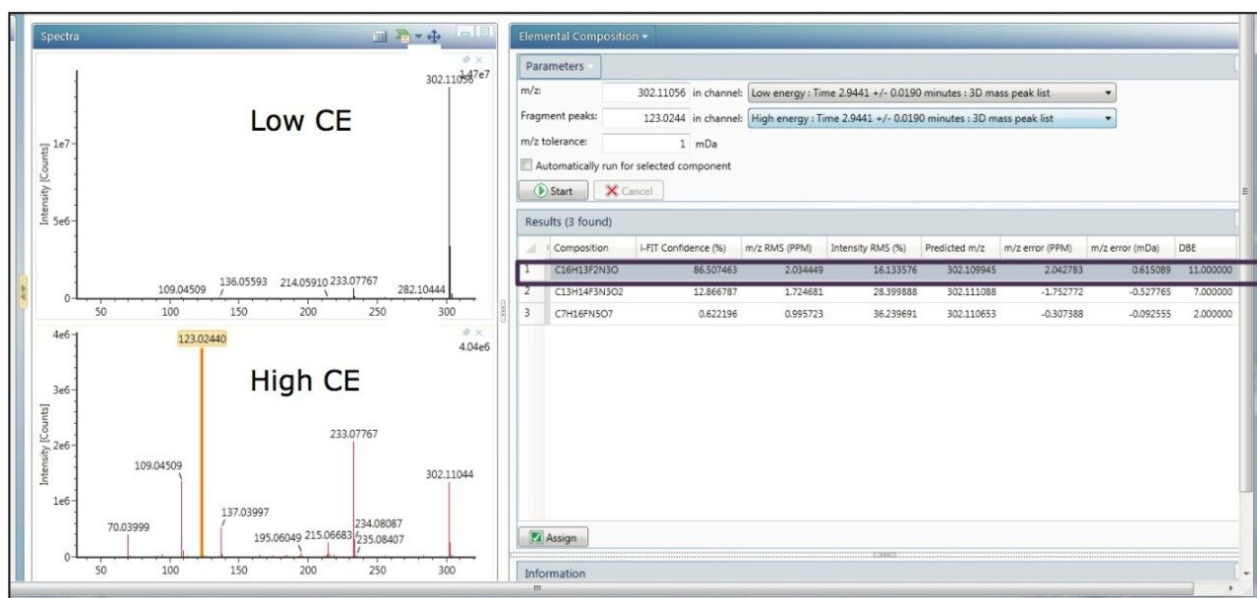 Spectra
1.47e7
302.11056
Low CE
Intensity [Counts]
1e7
5e6
0
109.04509 136.05593 214.05910 233.07767 282.10444
50 100 150 200 250 300
4e6
123.02440
4.04e6
High CE
Intensity [Counts]
3e6
2e6
1e6
0
233.07767
109.04509
302.11044
137.03997
234.08087
70.03999
195.06049 215.06683 235.08407
50 100 150 200 250 300
Elemental Composition
Parameters
m/z: 302.11056 in channel: Low energy : Time 2.9441 +/- 0.0190 minutes : 3D mass peak list
Fragment peaks: 123.0244 in channel: High energy : Time 2.9441 +/- 0.0190 minutes : 3D mass peak list
m/z tolerance: 1 mDa
Automatically run for selected component
Start Cancel
Results (3 found)
Composition i-FIT Confidence (%) m/z RMS (PPM) Intensity RMS (%) Predicted m/z m/z error (PPM) m/z error (mDa) DBE
1 C16H13F2N3O 86.507463 2.034449 16.133576 302.109945 2.042783 0.615089 11.000000
2 C13H14F3N3O2 12.866787 1.724681 28.399888 302.111088 -1.752772 -0.527765 7.000000
3 C7H16FN5O7 0.622196 0.995723 36.239691 302.110653 -0.307388 -0.092555 2.000000
Assign
Information